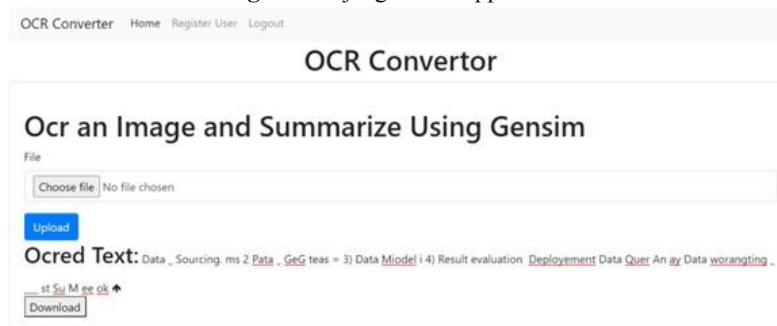 OCR Converter Home Register User Logout
OCR Convertor
Ocr an Image and Summarize Using Gensim
File
Choose file No file chosen
Upload
Ocred Text: Data _ Sourcing. ms 2 Pata _ GeG teas = 3) Data Miodel i 4) Result evaluation Deployement Data Quer An ay Data worangting _
___ st Su M ee ok 🡹
Download